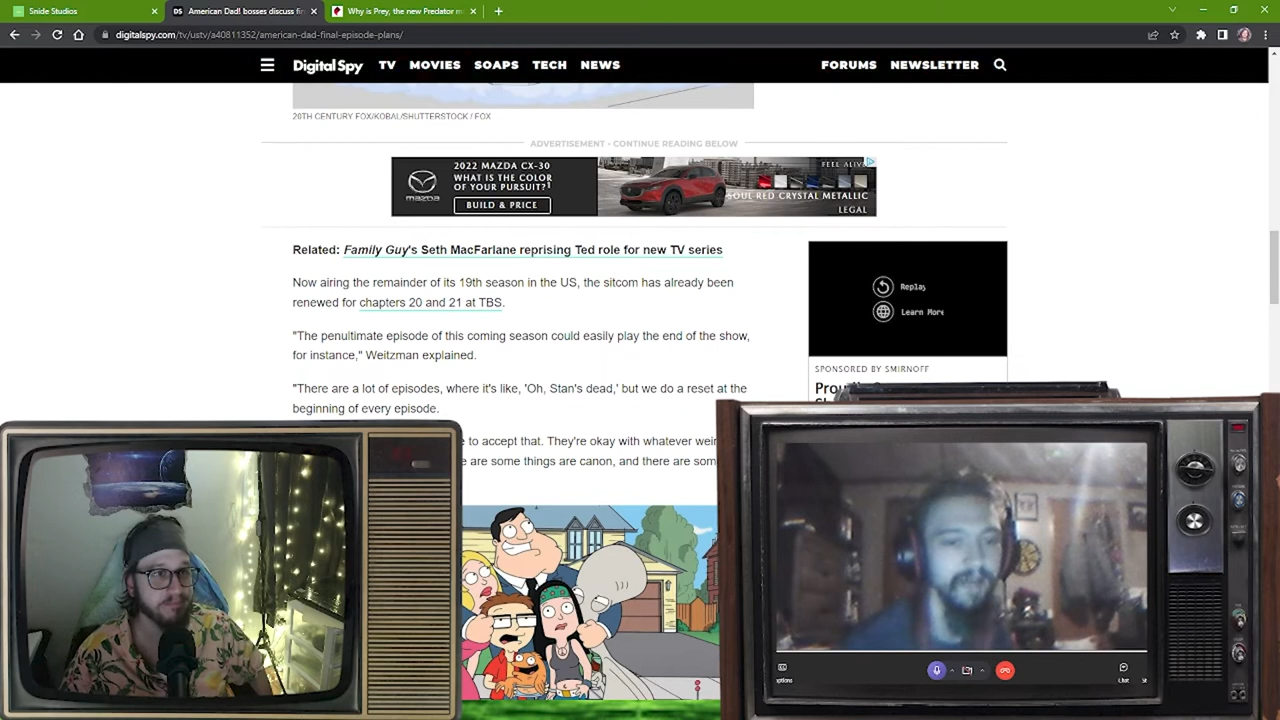 Snide Studios
American Dad! bosses discuss fin
Why is Prey, the new Predator m
digitalspy.com/tv/ustv/a40811352/american-dad-final-episode-plans/
Digital Spy TV MOVIES SOAPS TECH NEWS FORUMS NEWSLETTER
20TH CENTURY FOX/KOBAL/SHUTTERSTOCK / FOX
ADVERTISEMENT - CONTINUE READING BELOW
2022 MAZDA CX-30
WHAT IS THE COLOR
OF YOUR PURSUIT?¹
BUILD & PRICE
mazda
FEEL ALIVE
SOUL RED CRYSTAL METALLIC
LEGAL
Related: Family Guy's Seth MacFarlane reprising Ted role for new TV series
Now airing the remainder of its 19th season in the US, the sitcom has already been
renewed for chapters 20 and 21 at TBS.
"The penultimate episode of this coming season could easily play the end of the show,
for instance," Weitzman explained.
"There are a lot of episodes, where it's like, 'Oh, Stan's dead,' but we do a reset at the
beginning of every episode.
e to accept that. They're okay with whatever weir
e are some things are canon, and there are som
Replay
Learn More
SPONSORED BY SMIRNOFF
Chat